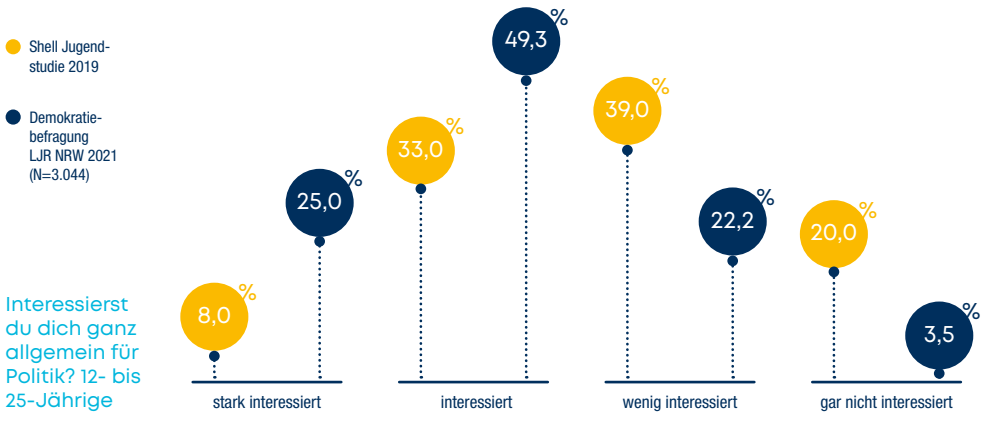 Shell Jugend-
studie 2019
Demokratie-
befragung
LJR NRW 2021
(N=3.044)
Interessierst
du dich ganz
allgemein für
Politik? 12- bis
25-Jährige
8,0 %
25,0 %
33,0 %
49,3 %
39,0 %
22,2 %
20,0 %
3,5 %
stark interessiert
interessiert
wenig interessiert
gar nicht interessiert